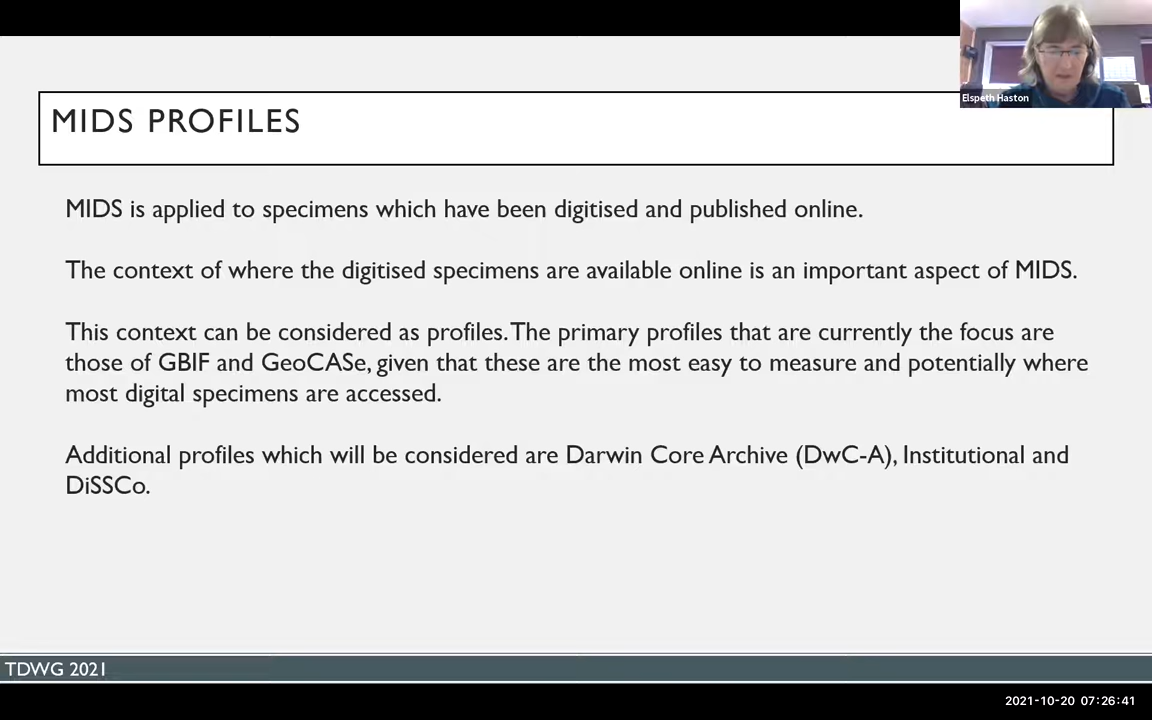 Elspeth Haston
MIDS PROFILES
MIDS is applied to specimens which have been digitised and published online.
The context of where the digitised specimens are available online is an important aspect of MIDS.
This context can be considered as profiles. The primary profiles that are currently the focus are
those of GBIF and GeoCASe, given that these are the most easy to measure and potentially where
most digital specimens are accessed.
Additional profiles which will be considered are Darwin Core Archive (DwC-A), Institutional and
DiSSCo.
TDWG 2021
2021-10-20 07:26:41